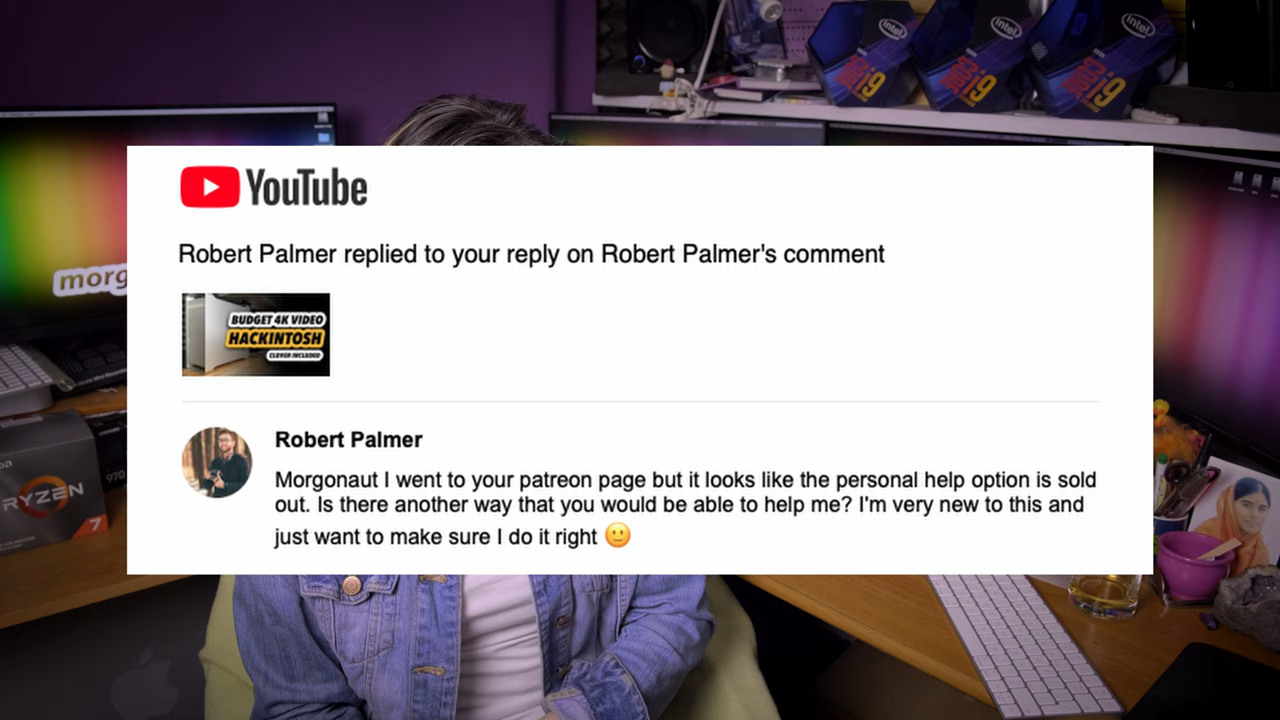 intel
intel
intel
i9
i9
i9
morg
YouTube
Robert Palmer replied to your reply on Robert Palmer's comment
BUDGET 4K VIDEO
HACKINTOSH
CLOVER INCLUDED
Robert Palmer
Morgonaut I went to your patreon page but it looks like the personal help option is sold
out. Is there another way that you would be able to help me? I'm very new to this and
just want to make sure I do it right 🙂
RYZEN
7
970